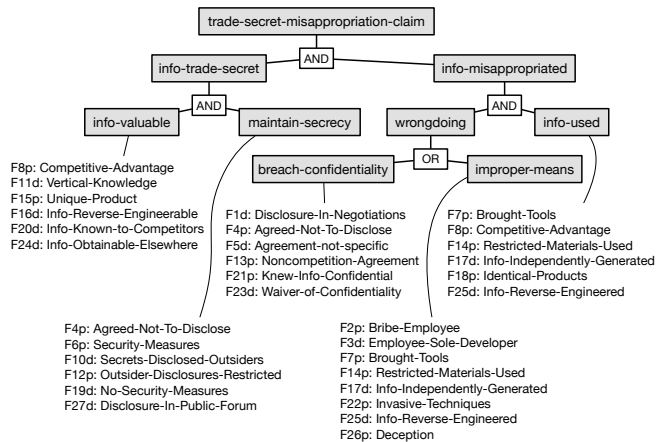 trade-secret-misappropriation-claim
AND
info-trade-secret
info-misappropriated
AND
AND
info-valuable
maintain-secrecy
wrongdoing
info-used
OR
breach-confidentiality
improper-means
F8p: Competitive-Advantage
F11d: Vertical-Knowledge
F15p: Unique-Product
F16d: Info-Reverse-Engineerable
F20d: Info-Known-to-Competitors
F24d: Info-Obtainable-Elsewhere
F1d: Disclosure-In-Negotiations
F4p: Agreed-Not-To-Disclose
F5d: Agreement-not-specific
F13p: Noncompetition-Agreement
F21p: Knew-Info-Confidential
F23d: Waiver-of-Confidentiality
F7p: Brought-Tools
F8p: Competitive-Advantage
F14p: Restricted-Materials-Used
F17d: Info-Independently-Generated
F18p: Identical-Products
F25d: Info-Reverse-Engineered
F4p: Agreed-Not-To-Disclose
F6p: Security-Measures
F10d: Secrets-Disclosed-Outsiders
F12p: Outsider-Disclosures-Restricted
F19d: No-Security-Measures
F27d: Disclosure-In-Public-Forum
F2p: Bribe-Employee
F3d: Employee-Sole-Developer
F7p: Brought-Tools
F14p: Restricted-Materials-Used
F17d: Info-Independently-Generated
F22p: Invasive-Techniques
F25d: Info-Reverse-Engineered
F26p: Deception